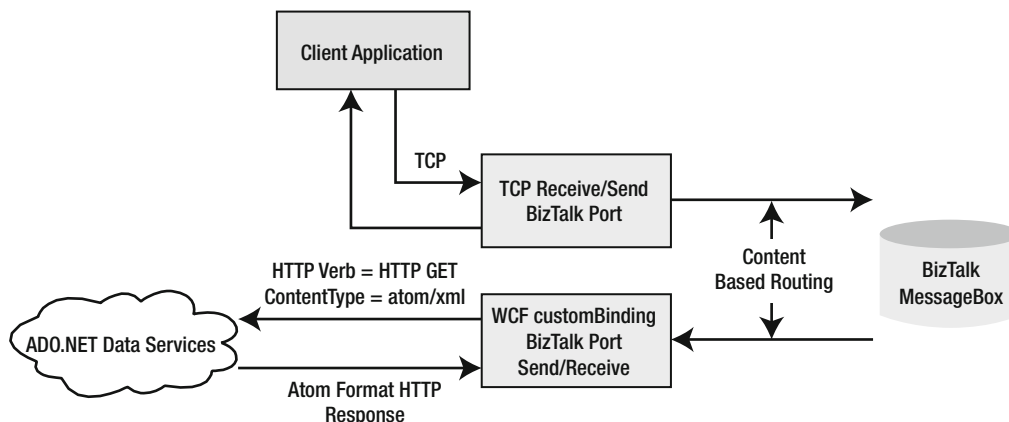 Client Application
TCP
TCP Receive/Send
BizTalk Port
Content
Based Routing
BizTalk
MessageBox
HTTP Verb = HTTP GET
ContentType = atom/xml
WCF customBinding
BizTalk Port
Send/Receive
ADO.NET Data Services
Atom Format HTTP
Response